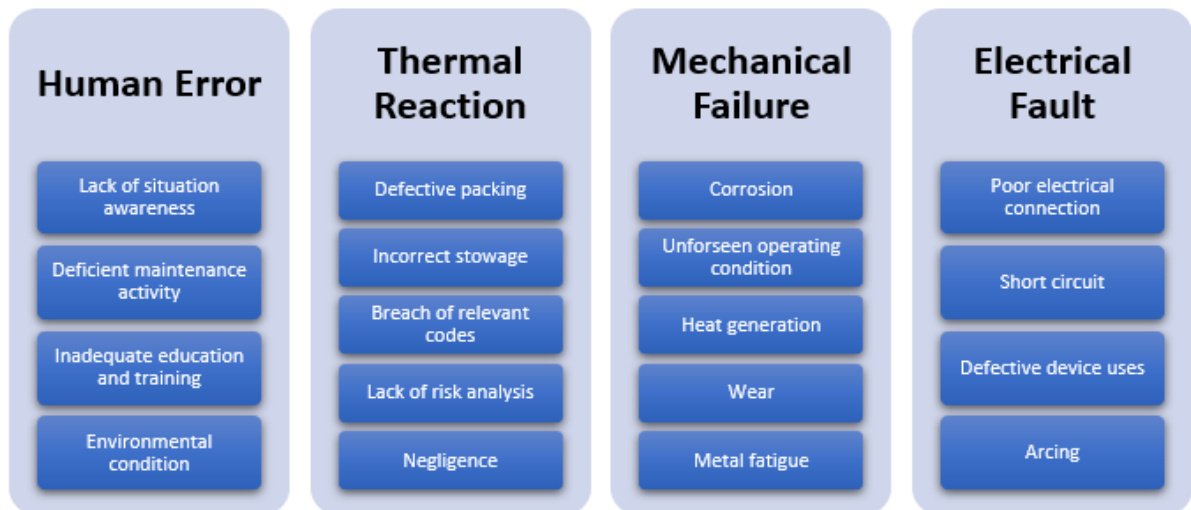 Human Error
Lack of situation
awareness
Deficient maintenance
activity
Inadequate education
and training
Environmental
condition
Thermal
Reaction
Defective packing
Incorrect stowage
Breach of relevant
codes
Lack of risk analysis
Negligence
Mechanical
Failure
Corrosion
Unforseen operating
condition
Heat generation
Wear
Metal fatigue
Electrical
Fault
Poor electrical
connection
Short circuit
Defective device uses
Arcing